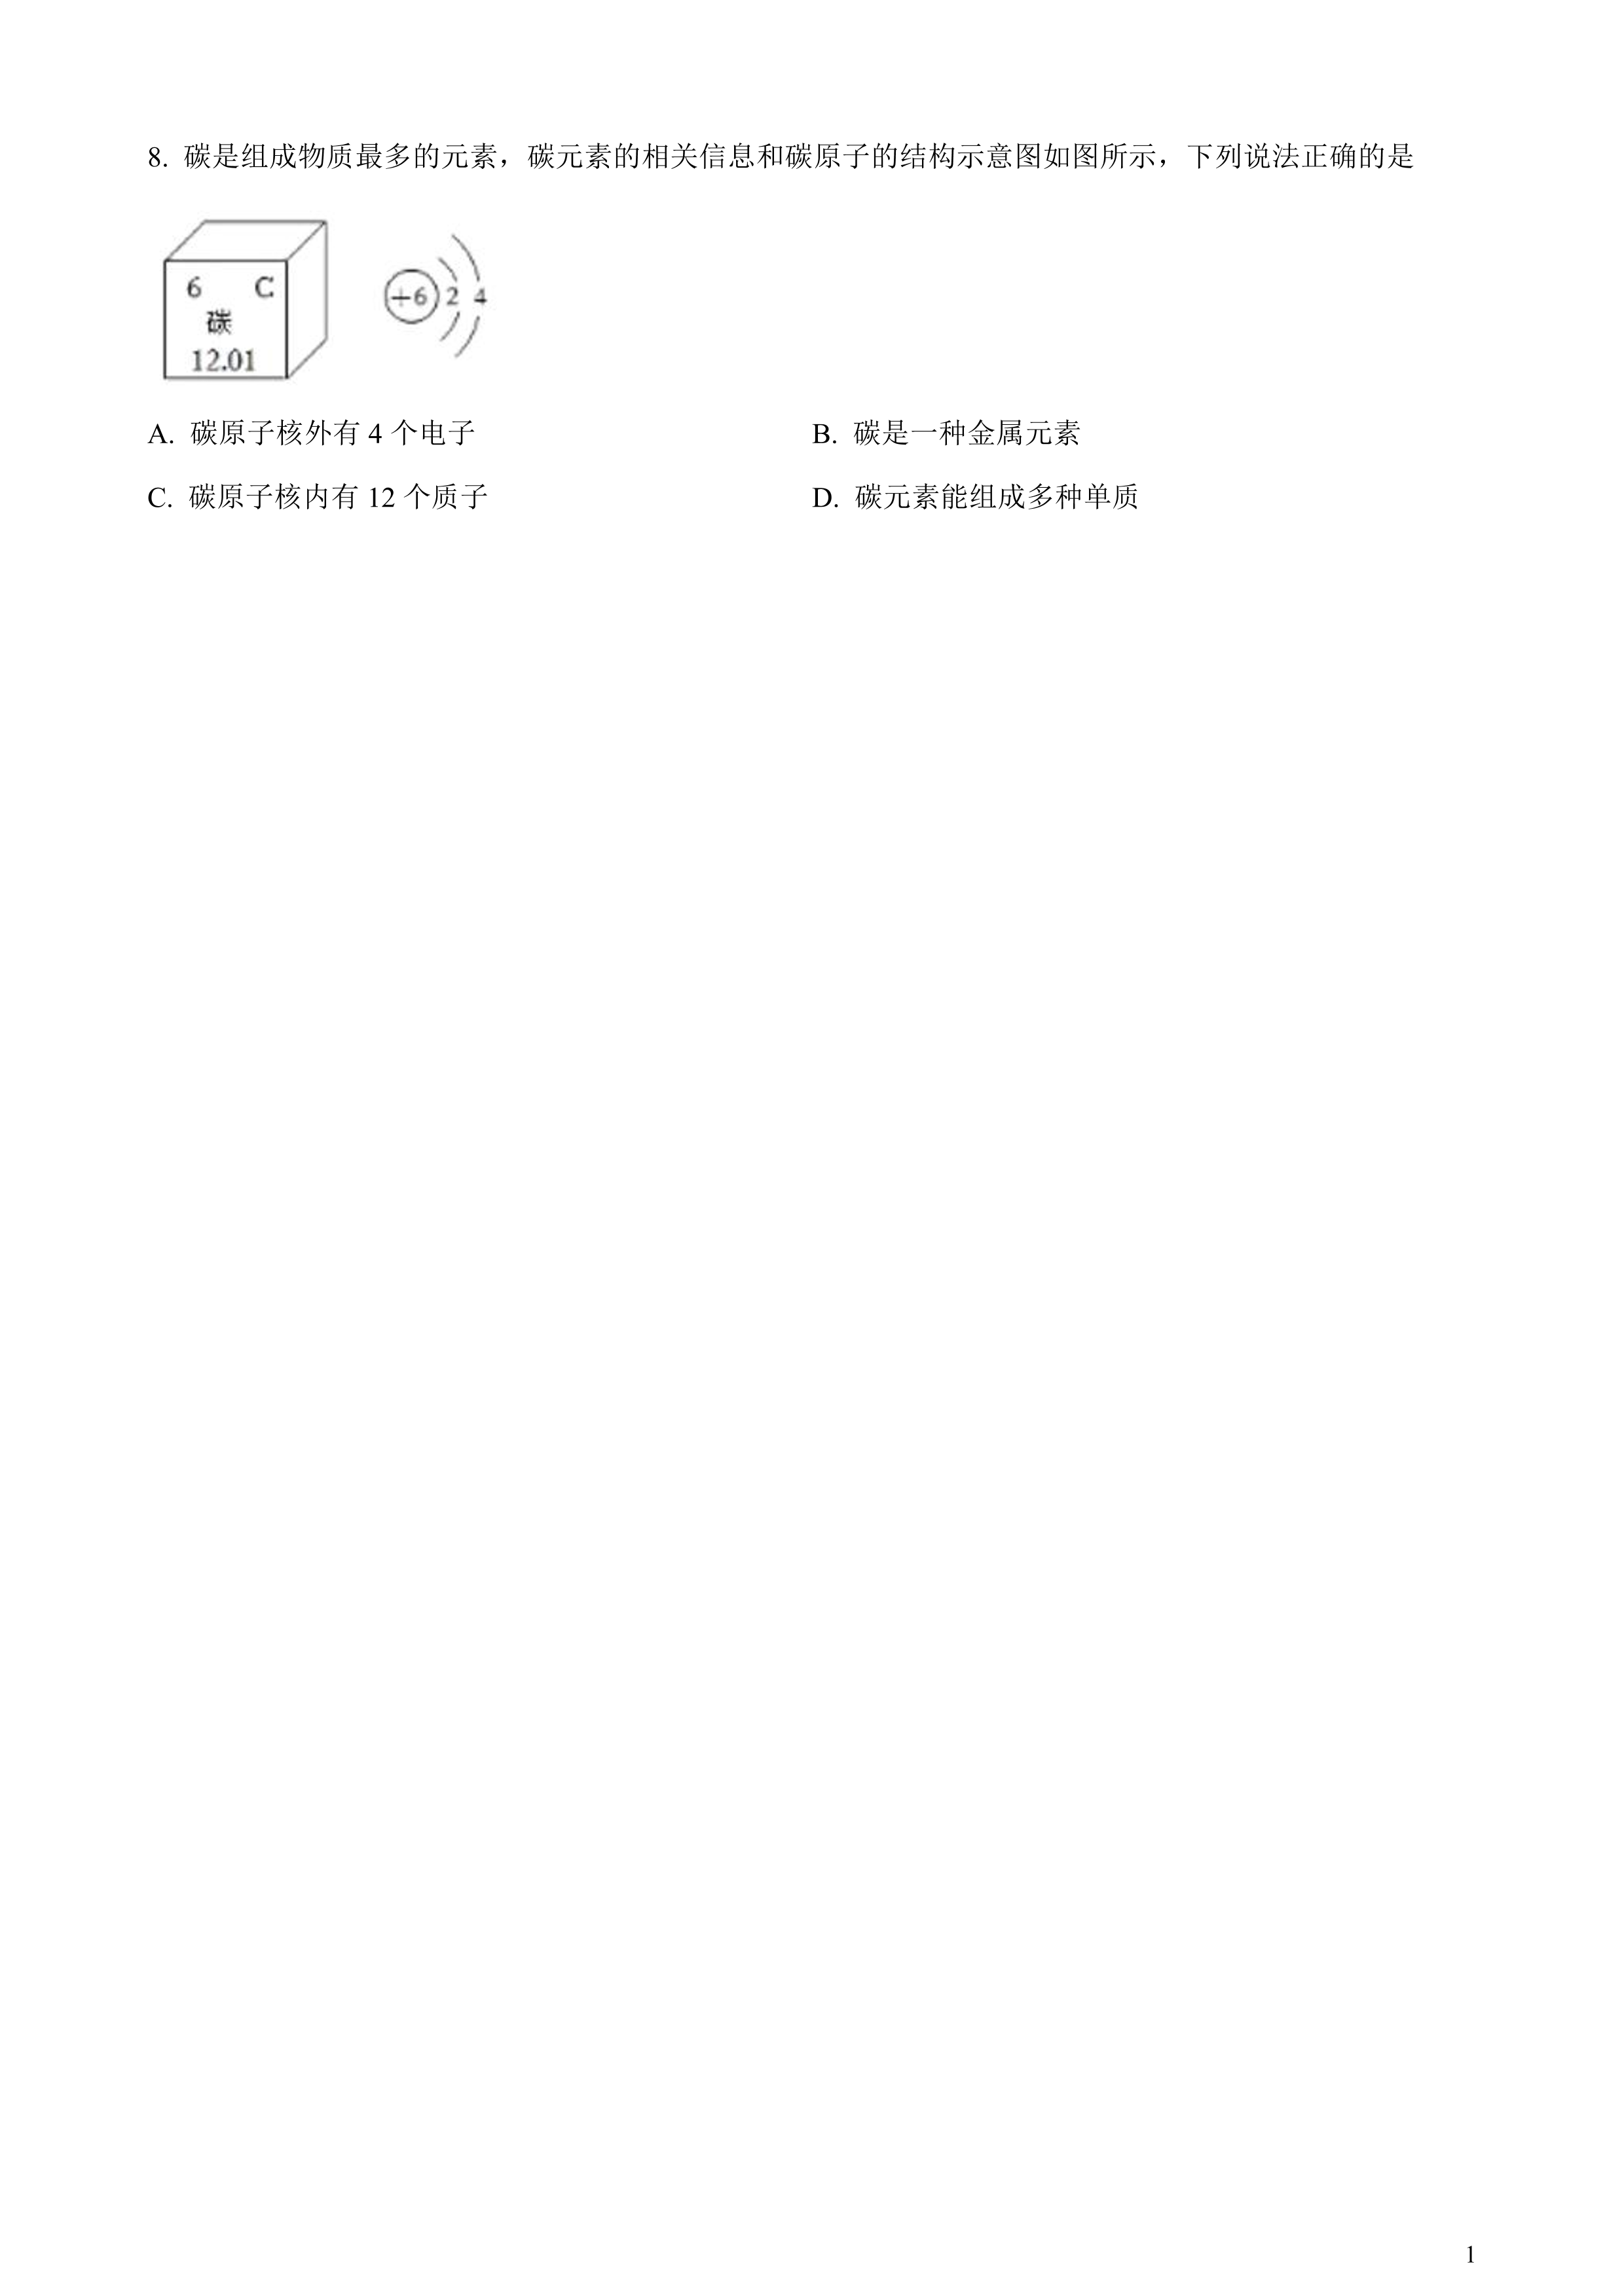 8. 碳是组成物质最多的元素，碳元素的相关信息和碳原子的结构示意图如图所示，下列说法正确的是
6 C
碳
12.01
+6 2 4
A. 碳原子核外有 4 个电子 B. 碳是一种金属元素
C. 碳原子核内有 12 个质子 D. 碳元素能组成多种单质
1